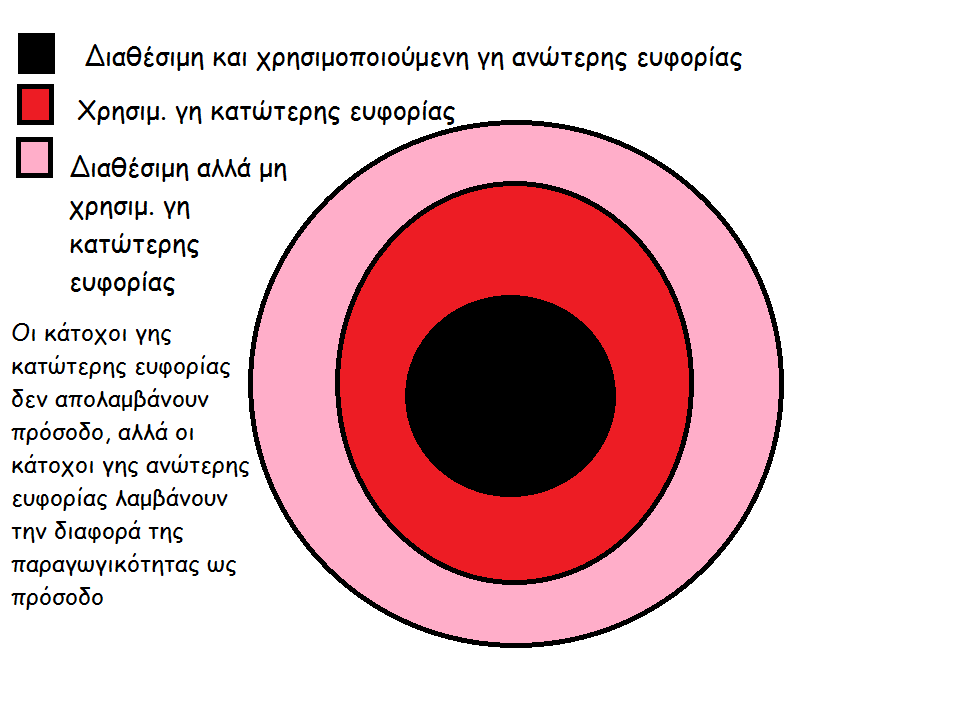 Διαθέσιμη και χρησιμοποιούμενη γη ανώτερης ευφορίας
Χρησιμ. γη κατώτερης ευφορίας
Διαθέσιμη αλλά μη
χρησιμ. γη
κατώτερης
ευφορίας
Οι κάτοχοι γης
κατώτερης ευφορίας
δεν απολαμβάνουν
πρόσοδο, αλλά οι
κάτοχοι γης ανώτερης
ευφορίας λαμβάνουν
την διαφορά της
παραγωγικότητας ως
πρόσοδο